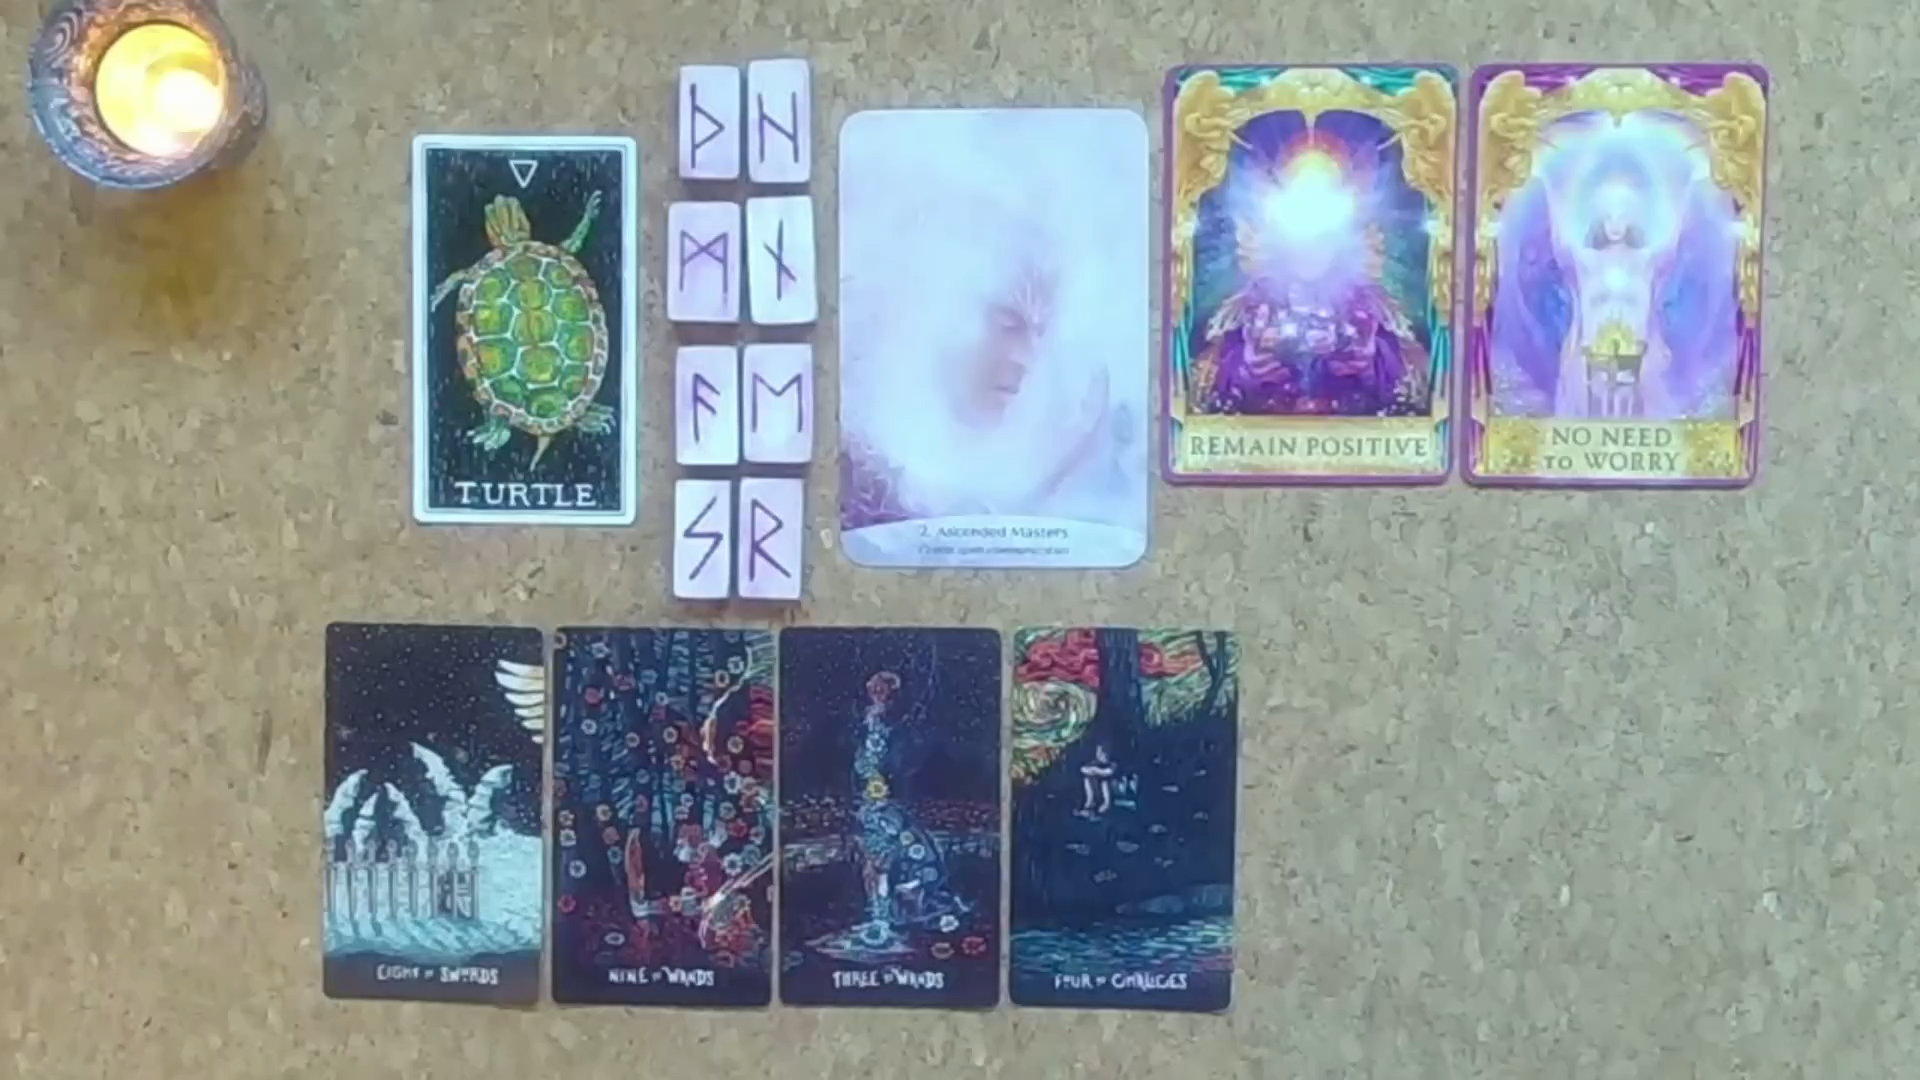 TURTLE
ᚦ ᚺ
ᛗ ᚾ
ᚨ ᛖ
ᛊ ᚱ
2. Ascended Masters
REMAIN POSITIVE
NO NEED
TO WORRY
EIGHT OF SWORDS
NINE OF WANDS
THREE OF WANDS
FOUR OF CHALICES